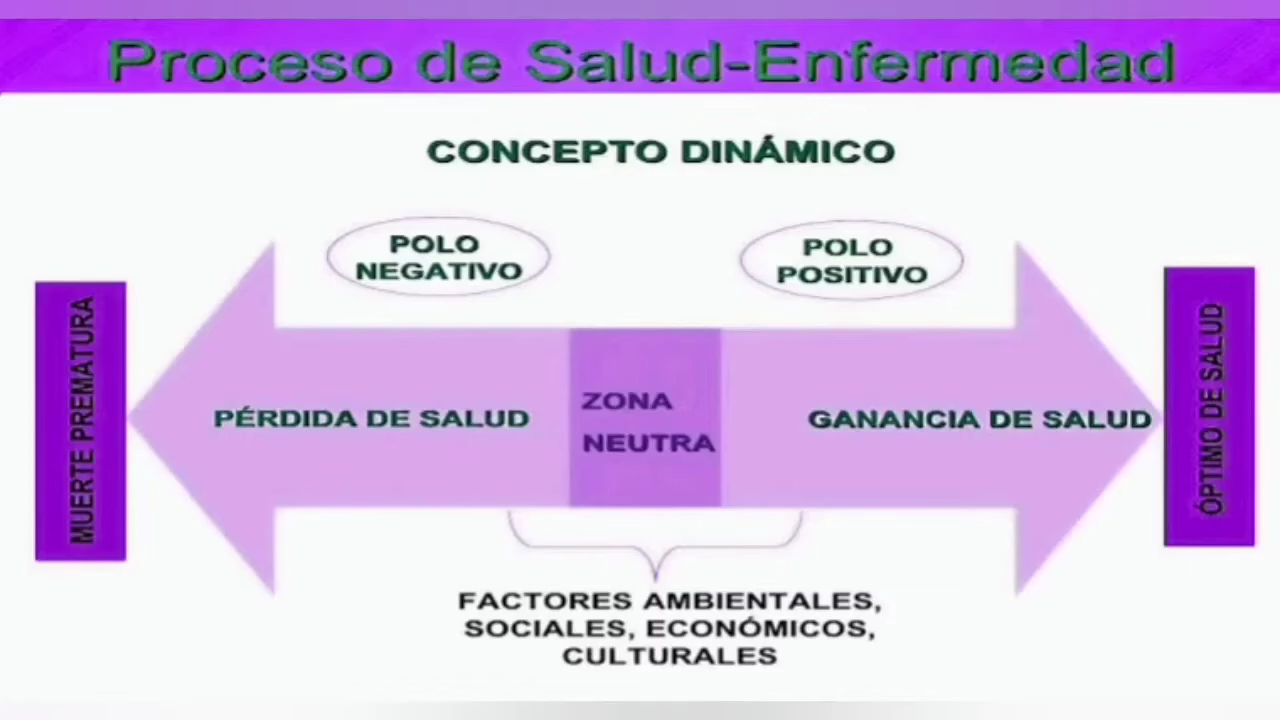 Proceso de Salud-Enfermedad
CONCEPTO DINÁMICO
POLO
NEGATIVO
POLO
POSITIVO
MUERTE PREMATURA
PÉRDIDA DE SALUD
ZONA
NEUTRA
GANANCIA DE SALUD
ÓPTIMO DE SALUD
FACTORES AMBIENTALES,
SOCIALES, ECONÓMICOS,
CULTURALES